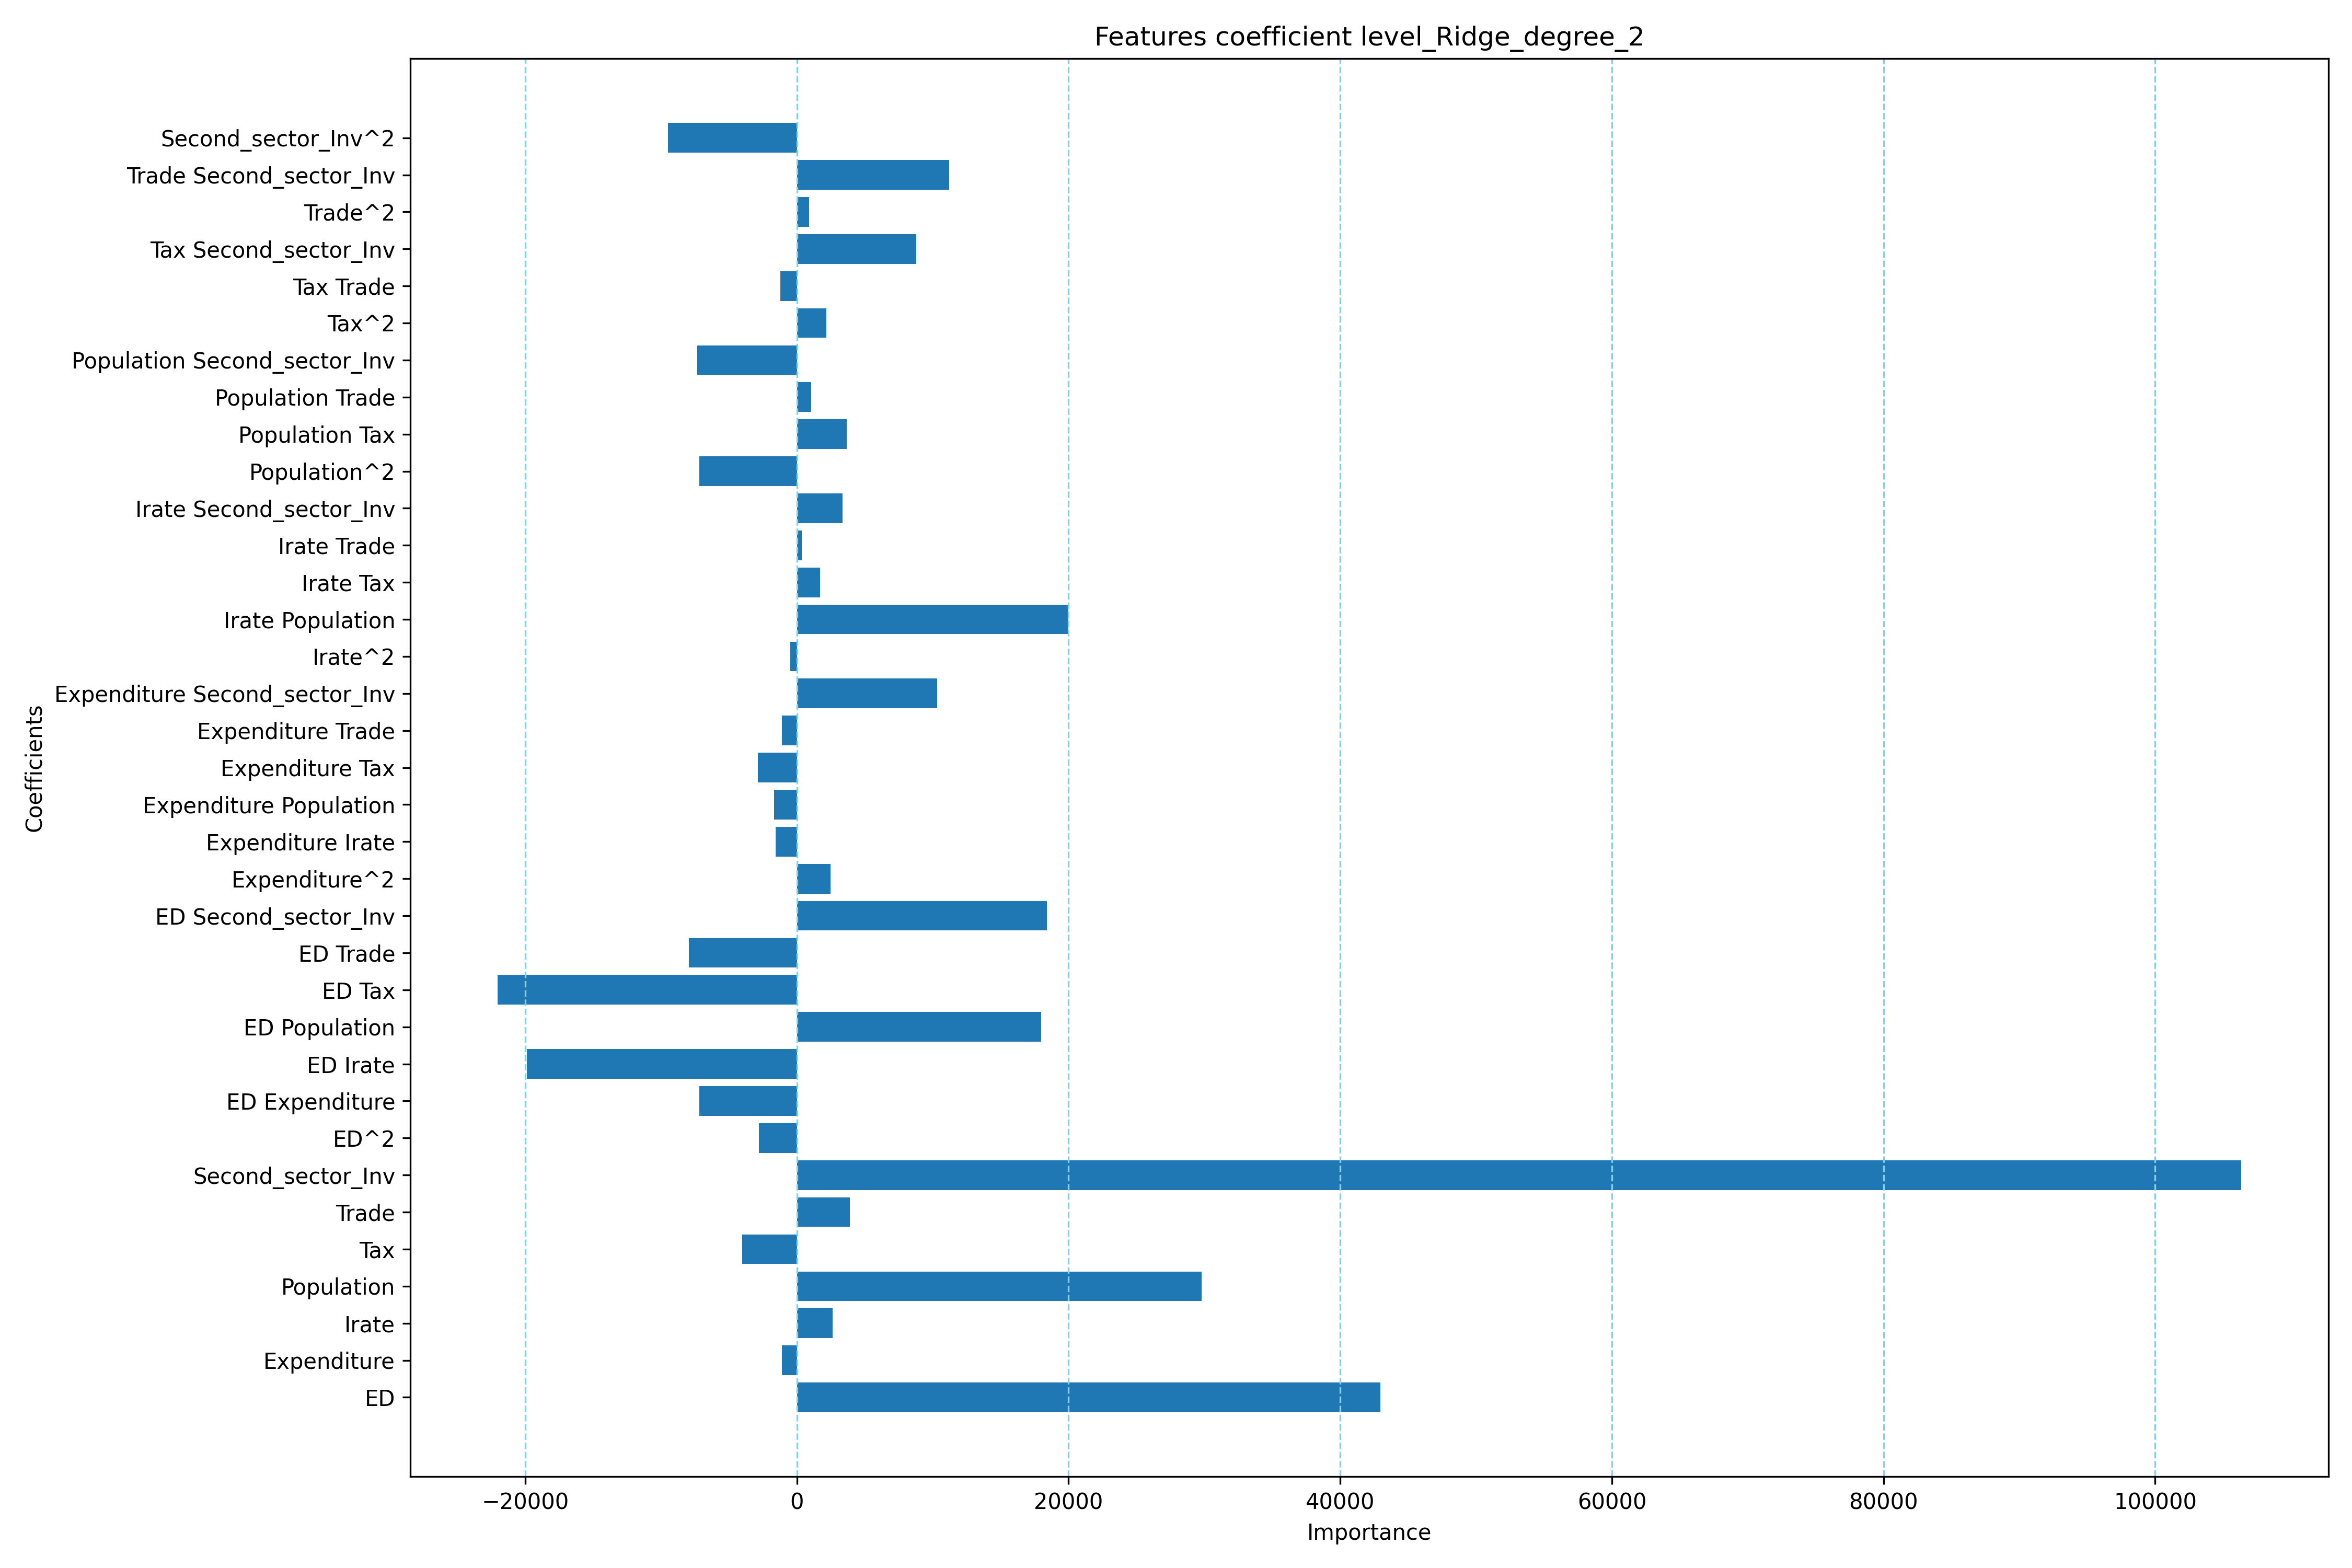 Features coefficient level_Ridge_degree_2
Second_sector_Inv^2
Trade Second_sector_Inv
Trade^2
Tax Second_sector_Inv
Tax Trade
Tax^2
Population Second_sector_Inv
Population Trade
Population Tax
Population^2
Irate Second_sector_Inv
Irate Trade
Irate Tax
Irate Population
Irate^2
Expenditure Second_sector_Inv
Expenditure Trade
Expenditure Tax
Expenditure Population
Expenditure Irate
Expenditure^2
ED Second_sector_Inv
ED Trade
ED Tax
ED Population
ED Irate
ED Expenditure
ED^2
Second_sector_Inv
Trade
Tax
Population
Irate
Expenditure
ED
Coefficients
−20000 0 20000 40000 60000 80000 100000
Importance